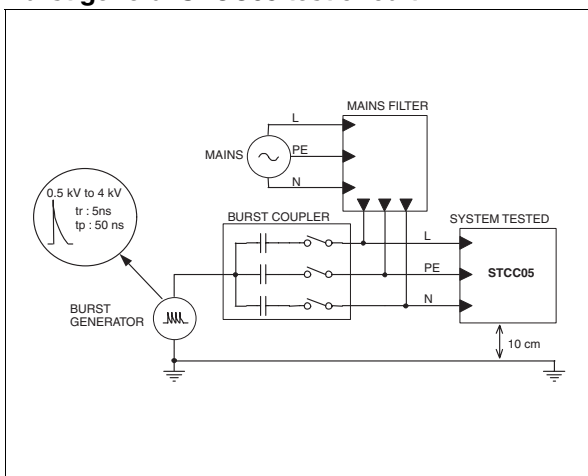 MAINS FILTER
L
MAINS
PE
N
0.5 kV to 4 kV
tr : 5ns
tp : 50 ns
BURST COUPLER
SYSTEM TESTED
L
PE
STCC05
N
BURST
GENERATOR
10 cm